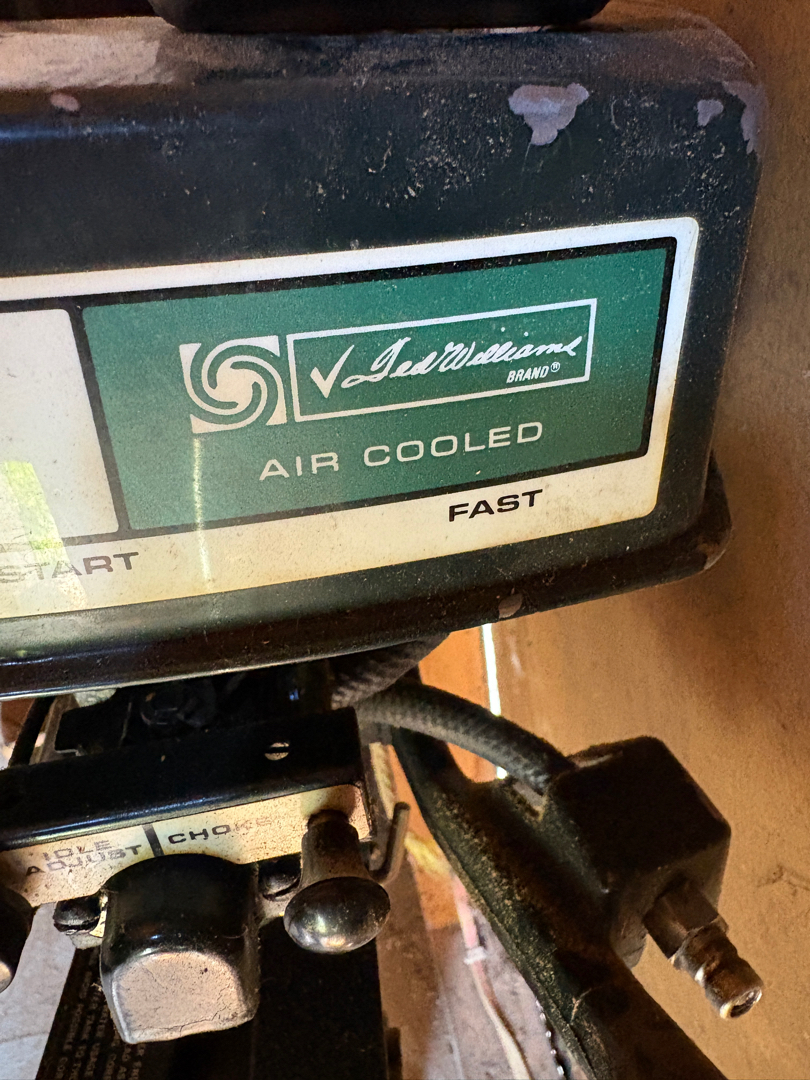 ✓ Ted Williams
BRAND®
AIR COOLED
FAST
START
IDLE
ADJUST
CHOKE